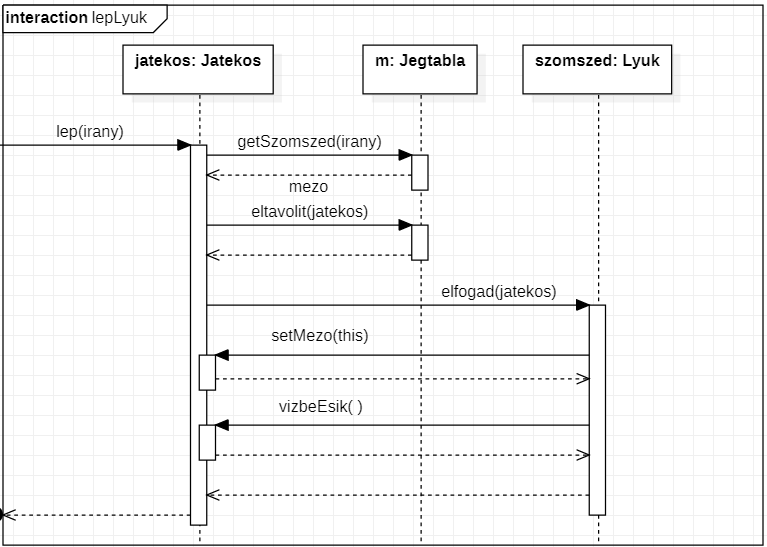 interaction lepLyuk
jatekos: Jatekos
m: Jegtabla
szomszed: Lyuk
lep(irany)
getSzomszed(irany)
mezo
eltavolit(jatekos)
elfogad(jatekos)
setMezo(this)
vizbeEsik( )